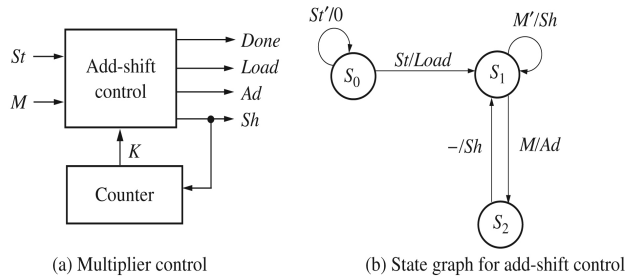 St
M
Add-shift
control
Done
Load
Ad
Sh
K
Counter
(a) Multiplier control
St′/0
S₀
St/Load
M′/Sh
S₁
–/Sh
M/Ad
S₂
(b) State graph for add-shift control